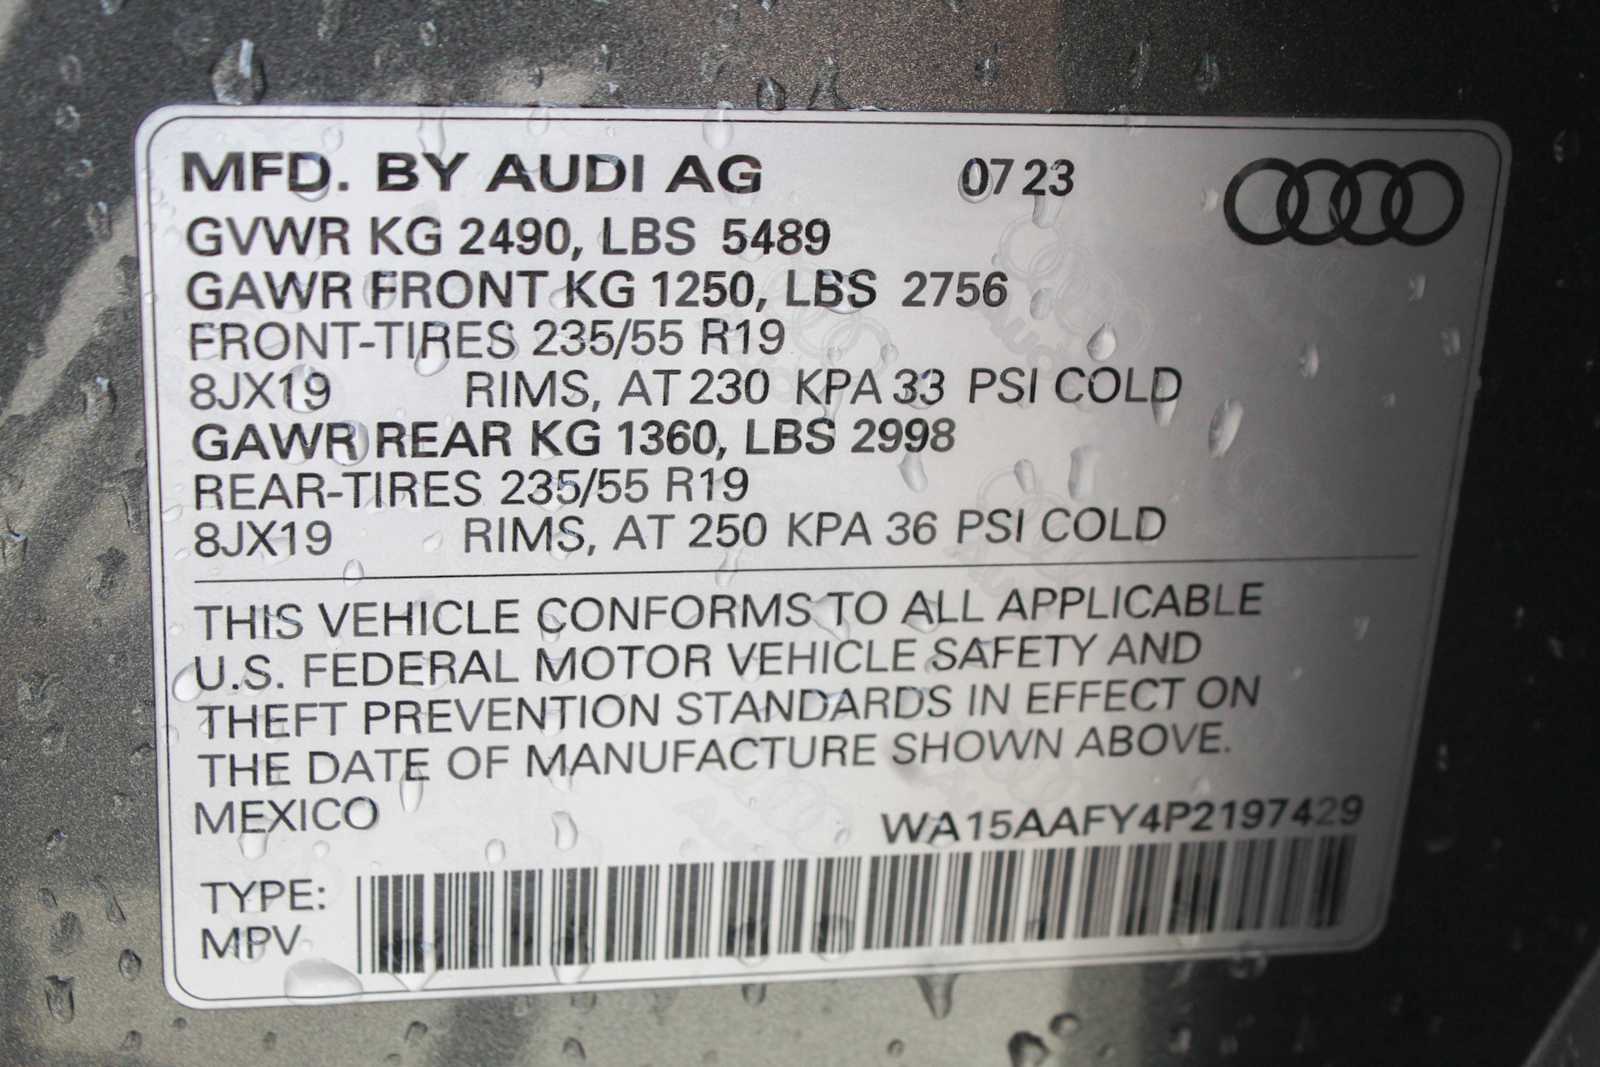 MFD. BY AUDI AG 07 23
GVWR KG 2490, LBS 5489
GAWR FRONT KG 1250, LBS 2756
FRONT-TIRES 235/55 R19
8JX19 RIMS, AT 230 KPA 33 PSI COLD
GAWR REAR KG 1360, LBS 2998
REAR-TIRES 235/55 R19
8JX19 RIMS, AT 250 KPA 36 PSI COLD
THIS VEHICLE CONFORMS TO ALL APPLICABLE
U.S. FEDERAL MOTOR VEHICLE SAFETY AND
THEFT PREVENTION STANDARDS IN EFFECT ON
THE DATE OF MANUFACTURE SHOWN ABOVE.
MEXICO WA15AAFY4P2197429
TYPE:
MPV